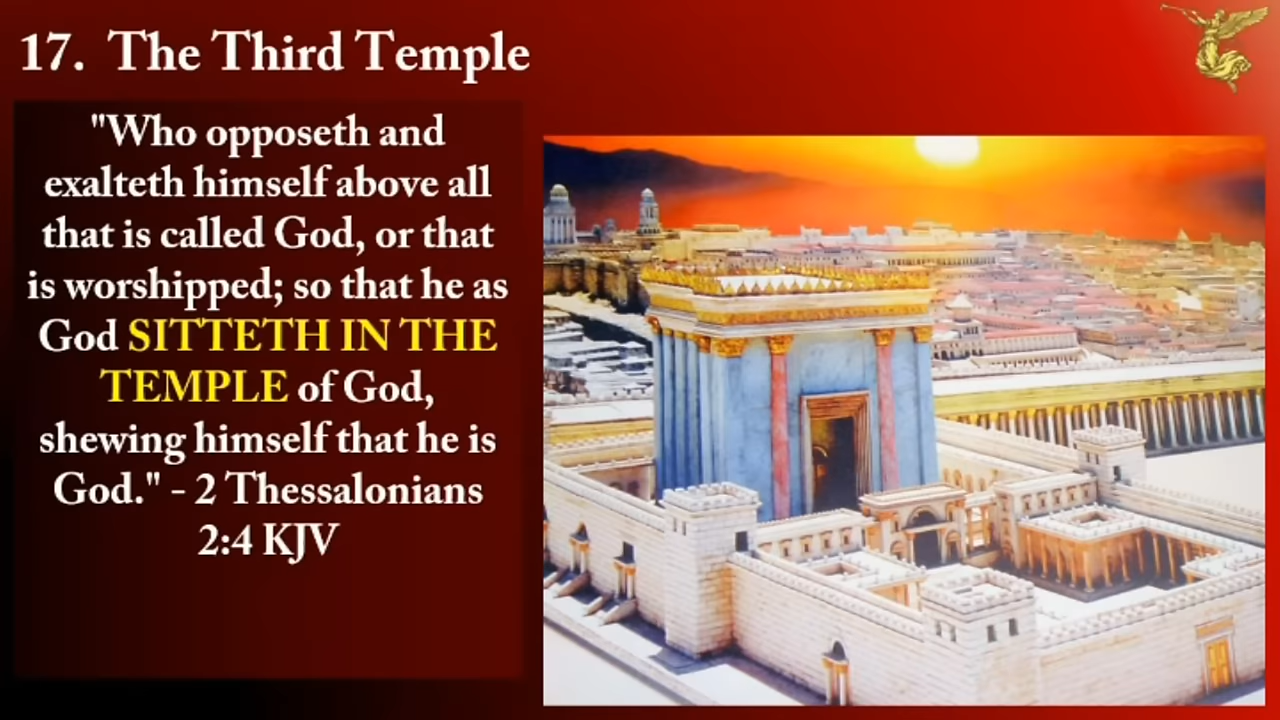 17. The Third Temple
"Who opposeth and
exalteth himself above all
that is called God, or that
is worshipped; so that he as
God SITTETH IN THE
TEMPLE of God,
shewing himself that he is
God." - 2 Thessalonians
2:4 KJV